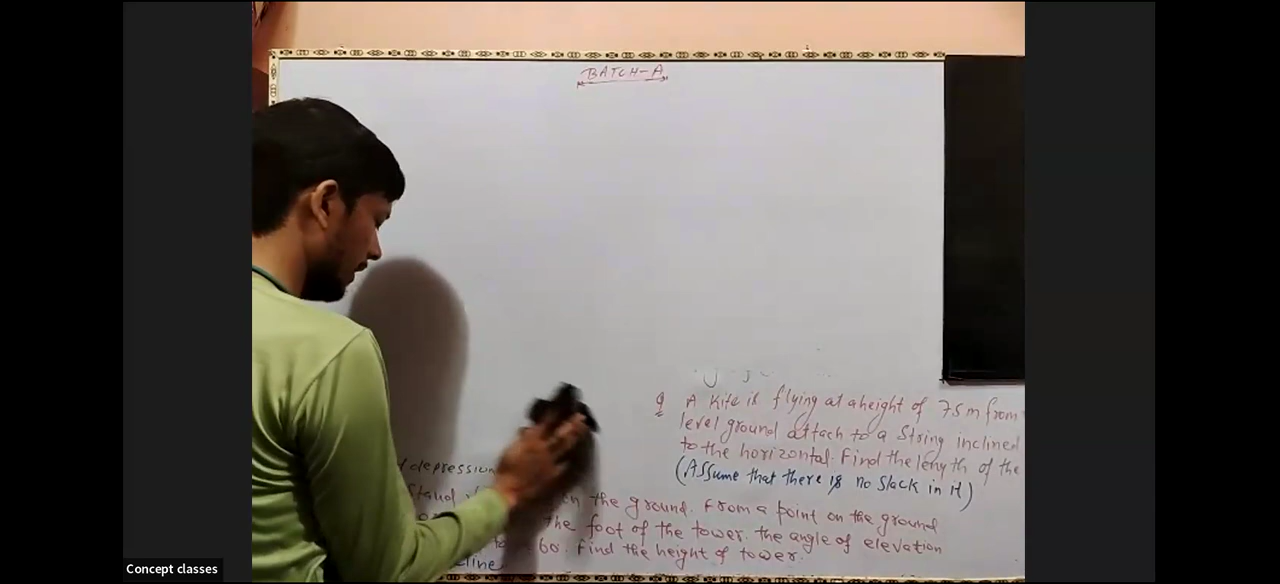 BATCH-A
Q A Kite is flying at a height of 75m from
level ground attach to a String inclined
to the horizontal. Find the length of the
(Assume that there is no Slack in it)
depression
Stand the ground. From a point on the ground
the foot of the tower. the angle of elevation
60. Find the height of tower.
Concept classes